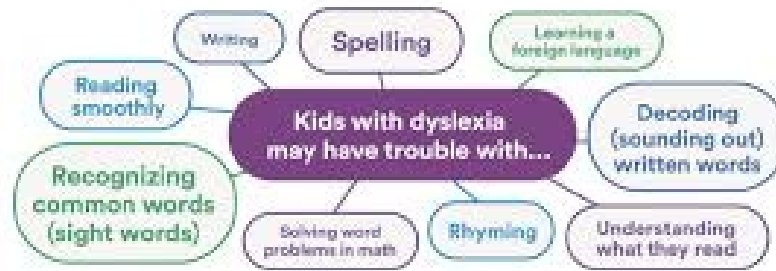 Writing
Spelling
Learning a
foreign language
Reading
smoothly
Kids with dyslexia
may have trouble with...
Decoding
(sounding out)
written words
Recognizing
common words
(sight words)
Solving word
problems in math
Rhyming
Understanding
what they read